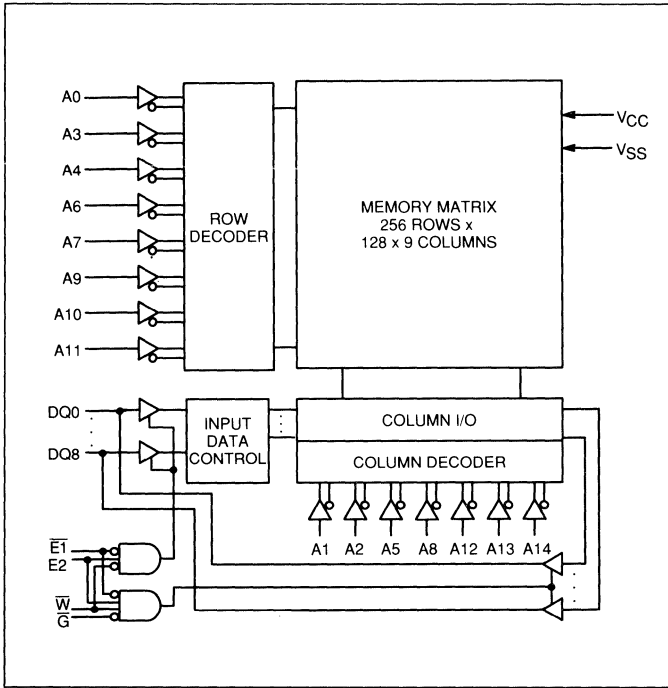 A0
A3
A4
A6
A7
A9
A10
A11
ROW
DECODER
MEMORY MATRIX
256 ROWS x
128 x 9 COLUMNS
VCC
VSS
DQ0
DQ8
INPUT
DATA
CONTROL
COLUMN I/O
COLUMN DECODER
A1 A2 A5 A8 A12 A13 A14
E1
E2
W
G